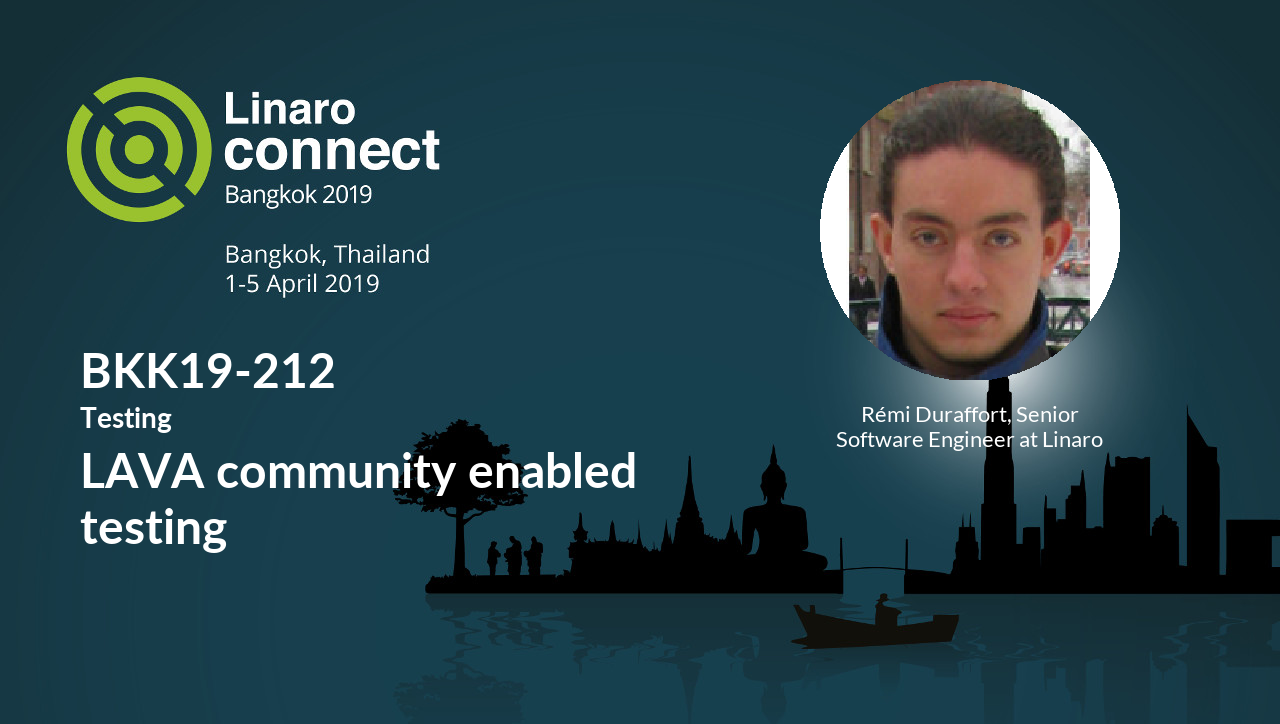 Linaro
connect
Bangkok 2019
Bangkok, Thailand
1-5 April 2019
BKK19-212
Testing
LAVA community enabled
testing
Rémi Duraffort, Senior
Software Engineer at Linaro